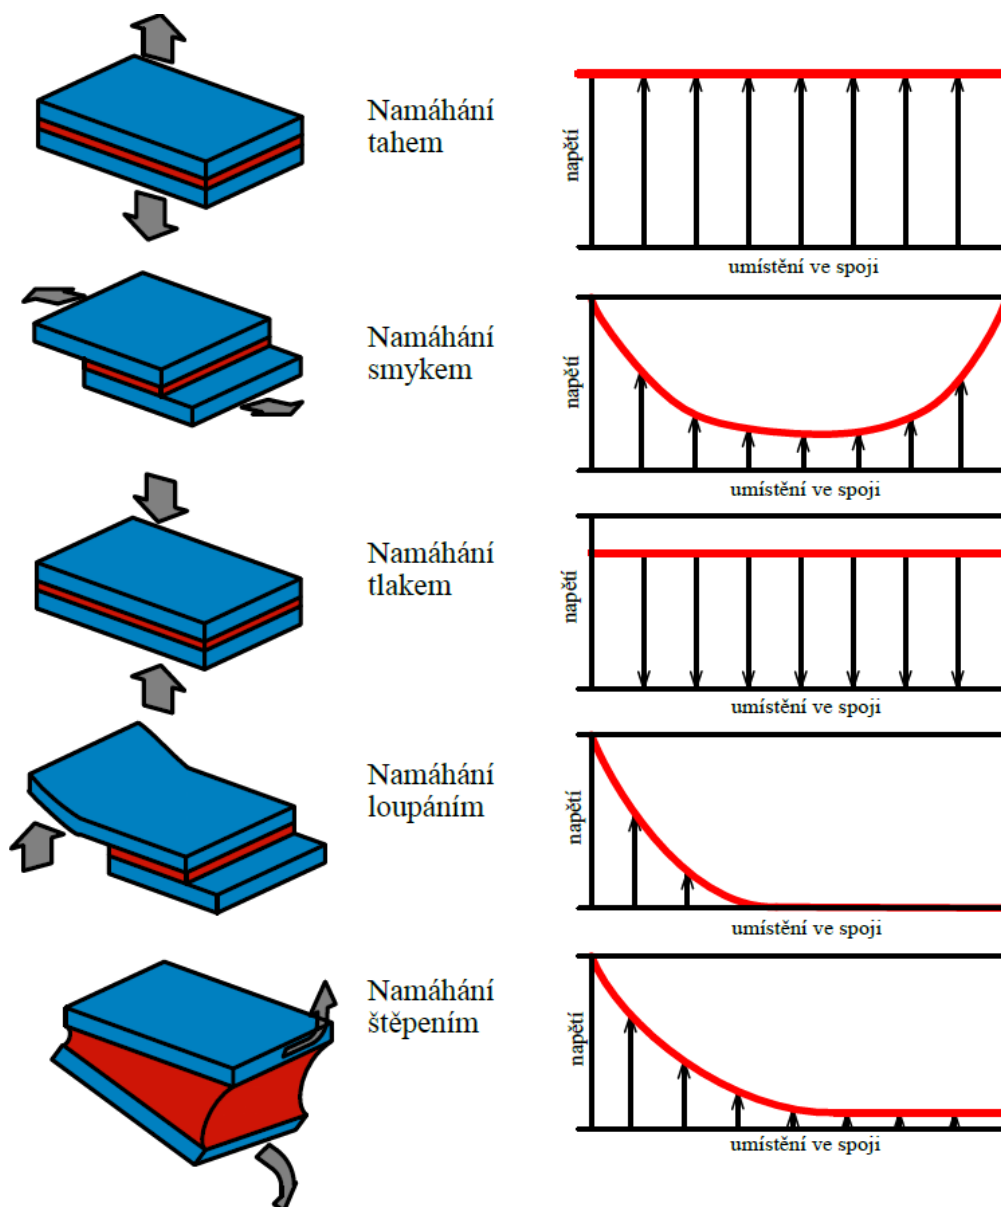 Namáhání
tahem
napětí
umístění ve spoji
Namáhání
smykem
napětí
umístění ve spoji
Namáhání
tlakem
napětí
umístění ve spoji
Namáhání
loupáním
napětí
umístění ve spoji
Namáhání
štěpením
napětí
umístění ve spoji